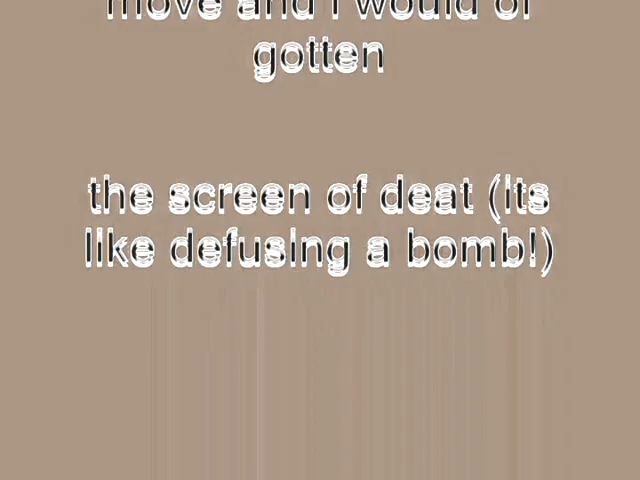 move and i would of
gotten
the screen of deat (its
like defusing a bomb!)